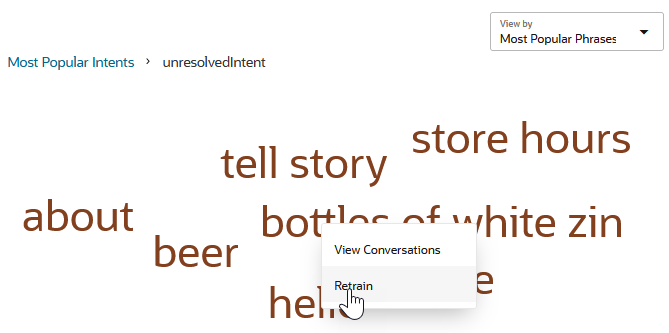 View by
Most Popular Phrases
Most Popular Intents › unresolvedIntent
store hours
tell story
about
bottles of white zin
beer
View Conversations
Retrain